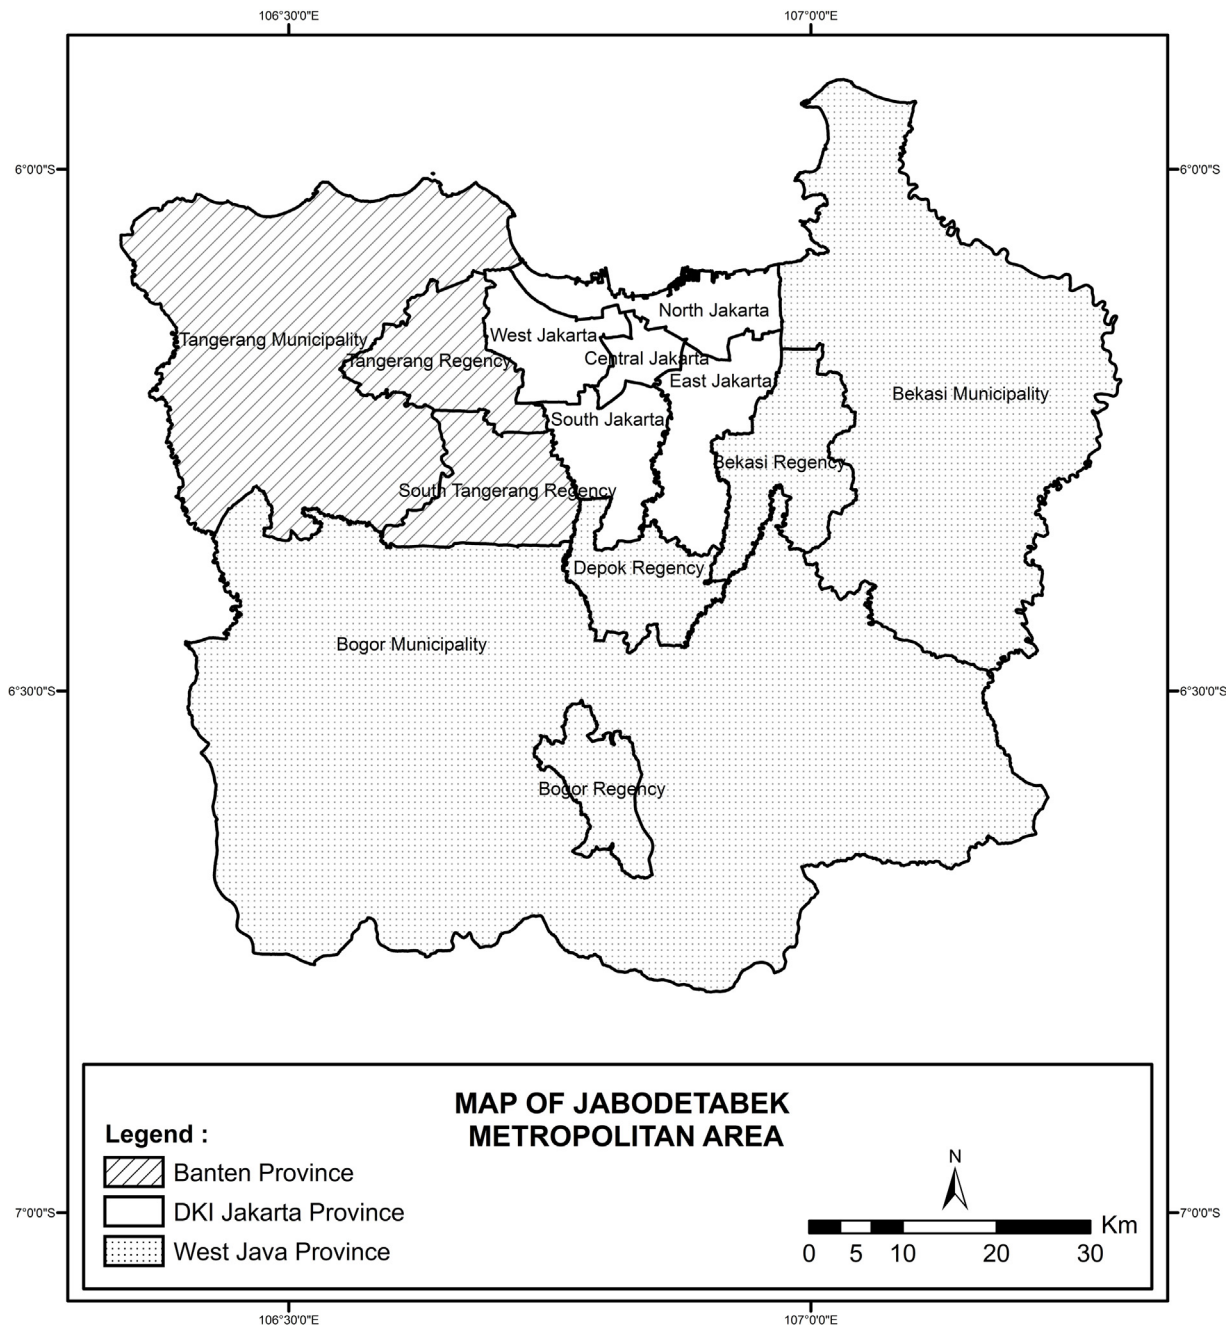 106°30'0"E
107°0'0"E
6°0'0"S
6°0'0"S
North Jakarta
West Jakarta
Tangerang Municipality
Central Jakarta
Tangerang Regency
East Jakarta
Bekasi Municipality
South Jakarta
Bekasi Regency
South Tangerang Regency
Depok Regency
Bogor Municipality
6°30'0"S
6°30'0"S
Bogor Regency
MAP OF JABODETABEK
METROPOLITAN AREA
Legend :
Banten Province
DKI Jakarta Province
West Java Province
N
Km
0 5 10 20 30
7°0'0"S
7°0'0"S
106°30'0"E
107°0'0"E